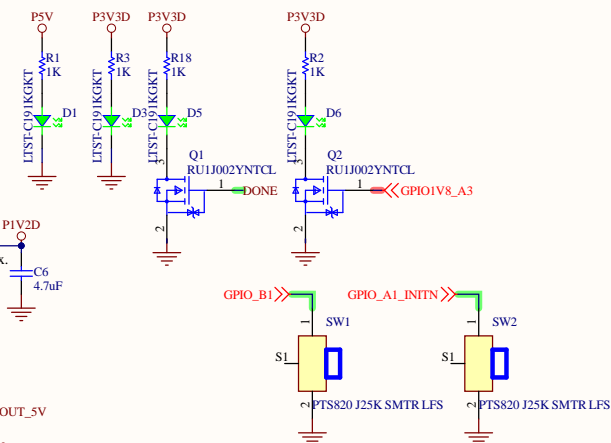 P5V
P3V3D
P3V3D
P3V3D
R1
1K
R3
1K
R18
1K
R2
1K
LTST-C191KGKT
D1
LTST-C191KGKT
D3
LTST-C191KGKT
D5
LTST-C191KGKT
D6
Q1
RU1J002YNTCL
Q2
RU1J002YNTCL
3
1
DONE
2
3
1
GPIO1V8_A3
2
P1V2D
x.
C6
4.7uF
GPIO_B1
GPIO_A1_INITN
1
SW1
S1
2
PTS820 J25K SMTR LFS
1
SW2
S1
2
PTS820 J25K SMTR LFS
OUT_5V